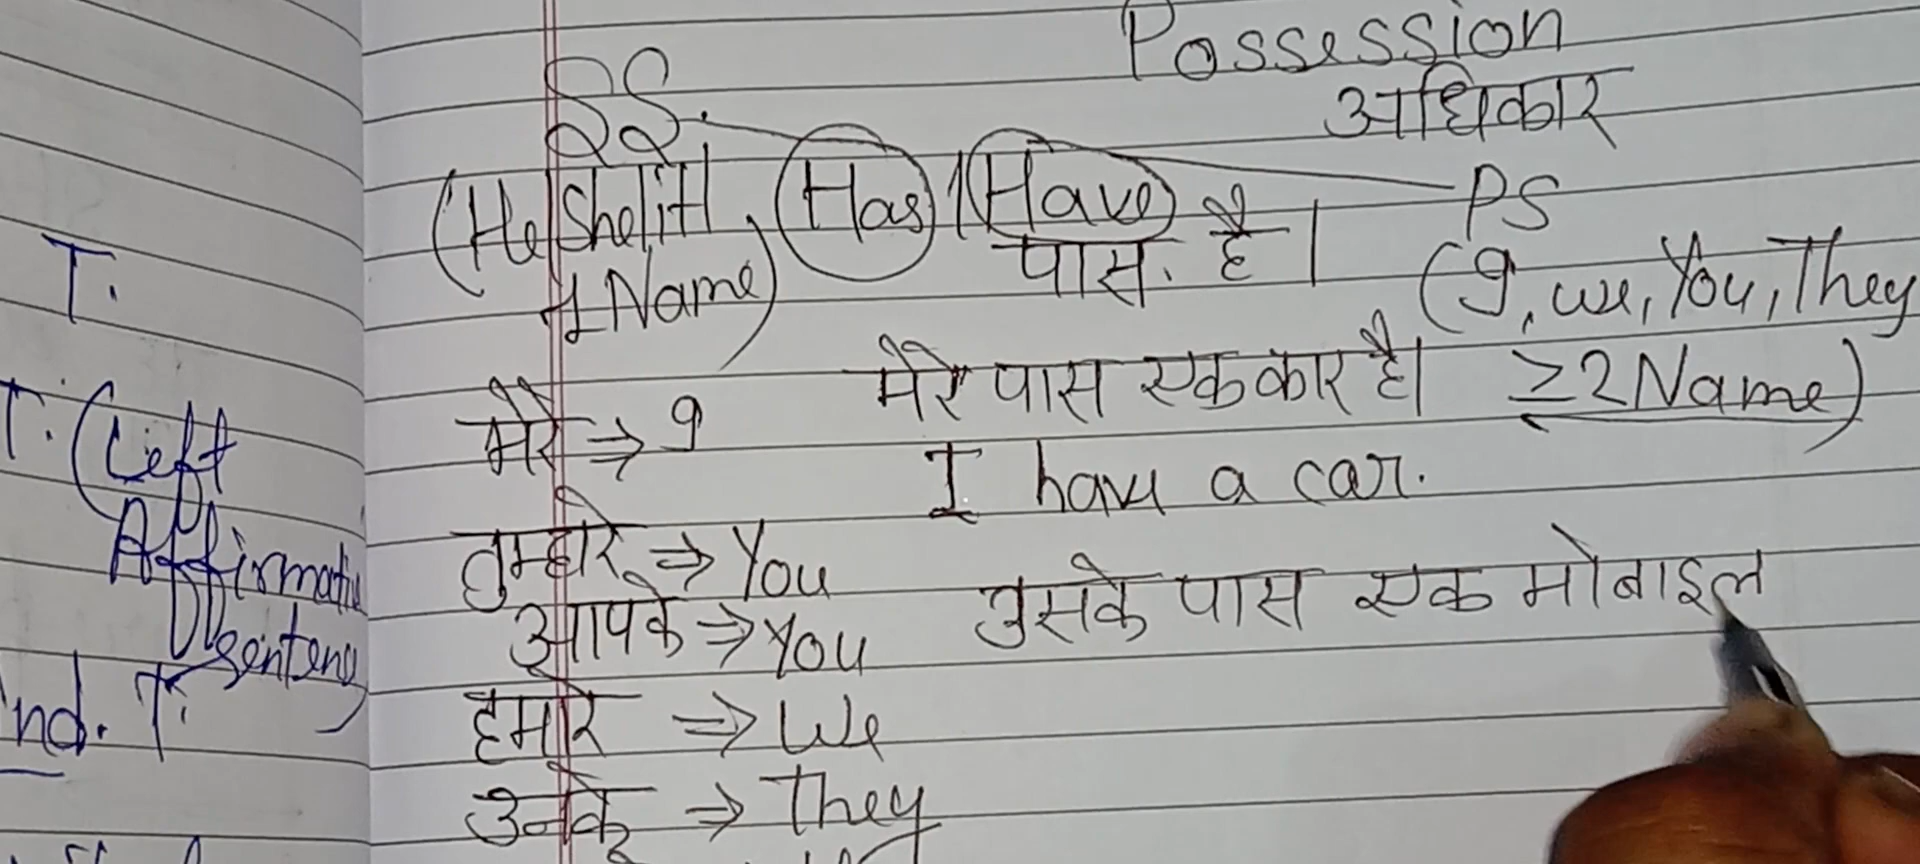 Possession
अधिकार
S.S.
(He/She/it/ Has / Have PS
1 Name) पास है। (I, we, You, They
≥2 Name)
मेरे ⇒ I मेरे पास एक कार है।
I have a car.
तुम्हारे ⇒ You
आपके ⇒ You उसके पास एक मोबाइल
हमारे ⇒ We
उनके ⇒ They
T.
T. (Left
Affirmative
sentence)
Ind. T.